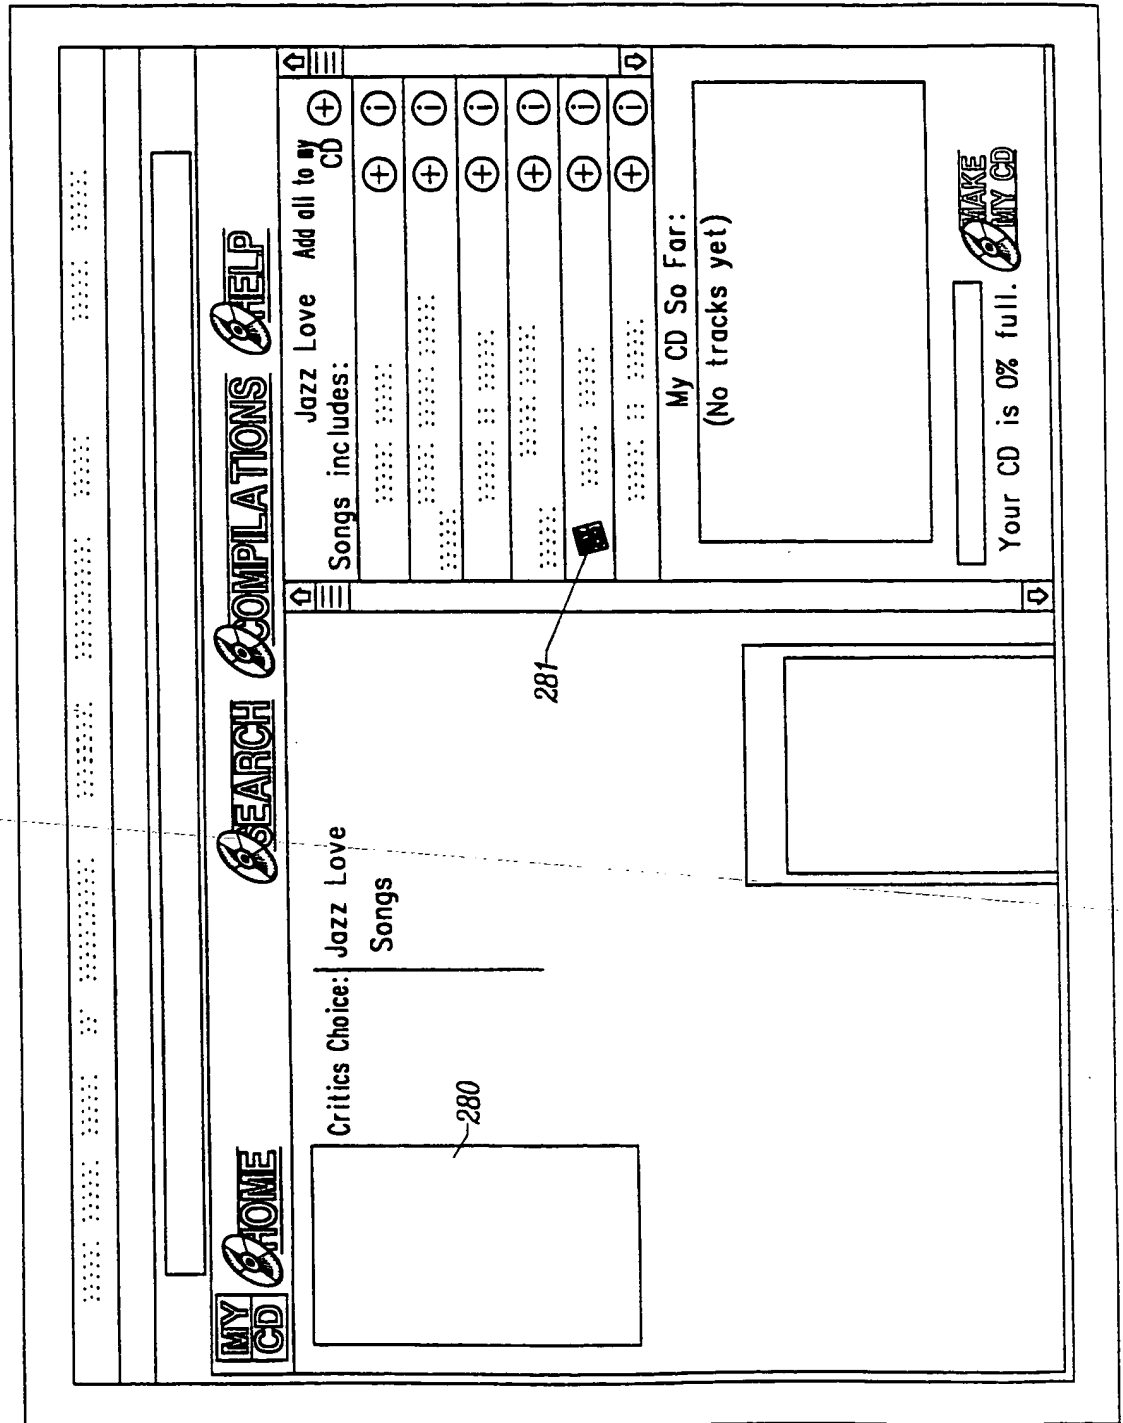 MY
CD
HOME
SEARCH
COMPILATIONS
HELP
Critics Choice:
Jazz Love
Songs
280
Jazz Love
Songs includes:
Add all to my
CD +
+ i
+ i
+ i
+ i
+ i
+ i
281
My CD So Far:
(No tracks yet)
Your CD is 0% full.
MAKE
MY CD